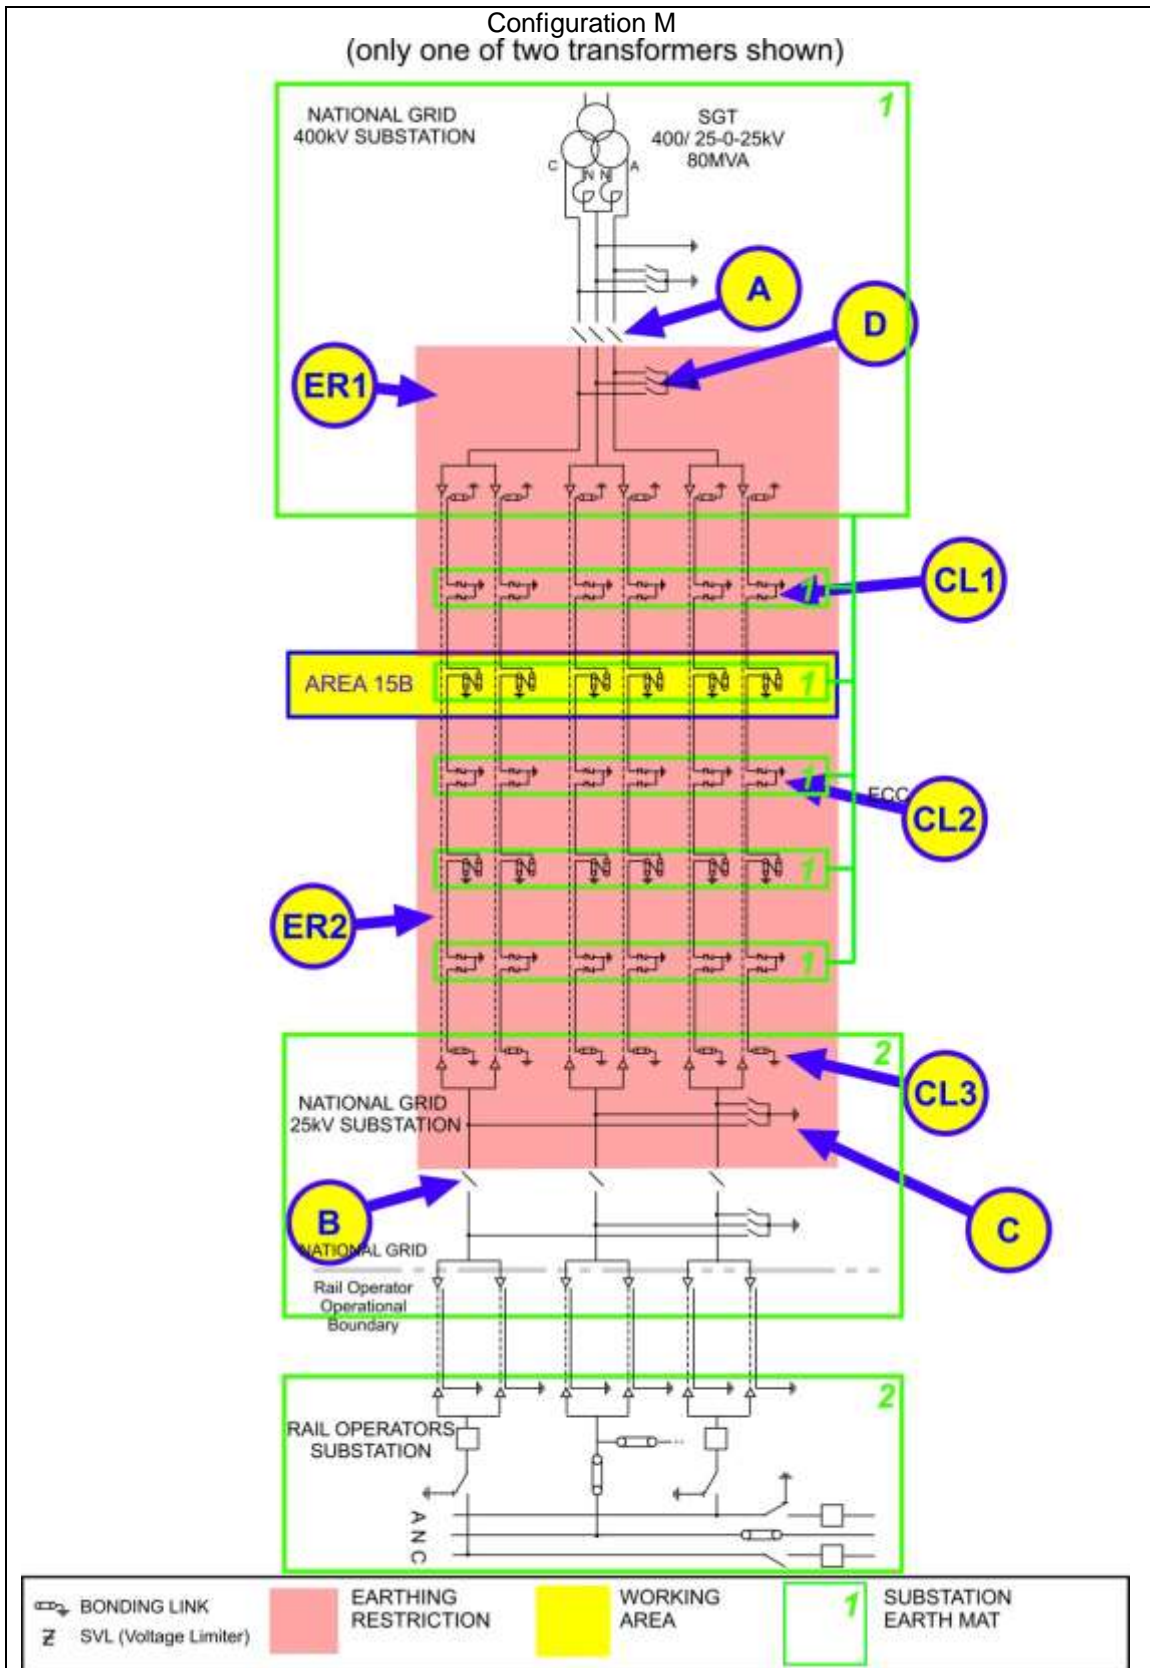 Configuration M
(only one of two transformers shown)
NATIONAL GRID
400kV SUBSTATION
SGT
400/ 25-0-25kV
80MVA
1
C
N N
A
A
D
ER1
CL1
1
AREA 15B
1
1
ECC
CL2
1
ER2
1
2
CL3
NATIONAL GRID
25kV SUBSTATION
B
C
NATIONAL GRID
Rail Operator
Operational
Boundary
2
RAIL OPERATORS
SUBSTATION
A
N
C
BONDING LINK
SVL (Voltage Limiter)
EARTHING
RESTRICTION
WORKING
AREA
1
SUBSTATION
EARTH MAT